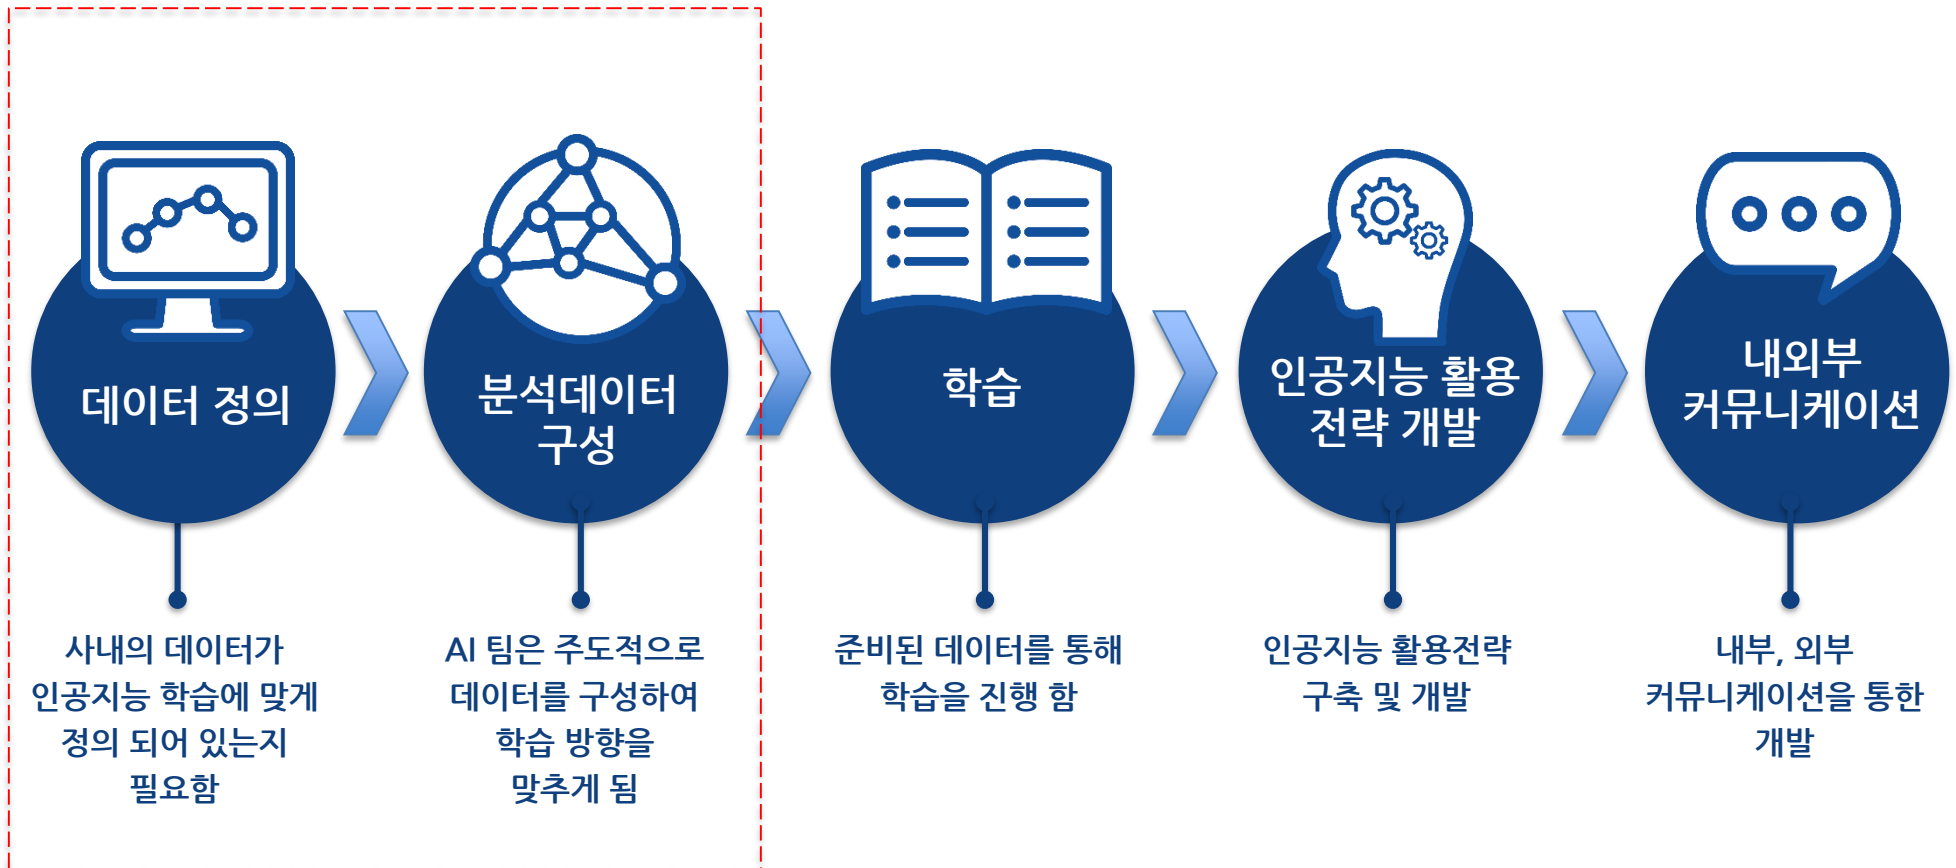 데이터 정의
분석데이터
구성
학습
인공지능 활용
전략 개발
내외부
커뮤니케이션
사내의 데이터가
인공지능 학습에 맞게
정의 되어 있는지
필요함
AI 팀은 주도적으로
데이터를 구성하여
학습 방향을
맞추게 됨
준비된 데이터를 통해
학습을 진행 함
인공지능 활용전략
구축 및 개발
내부, 외부
커뮤니케이션을 통한
개발